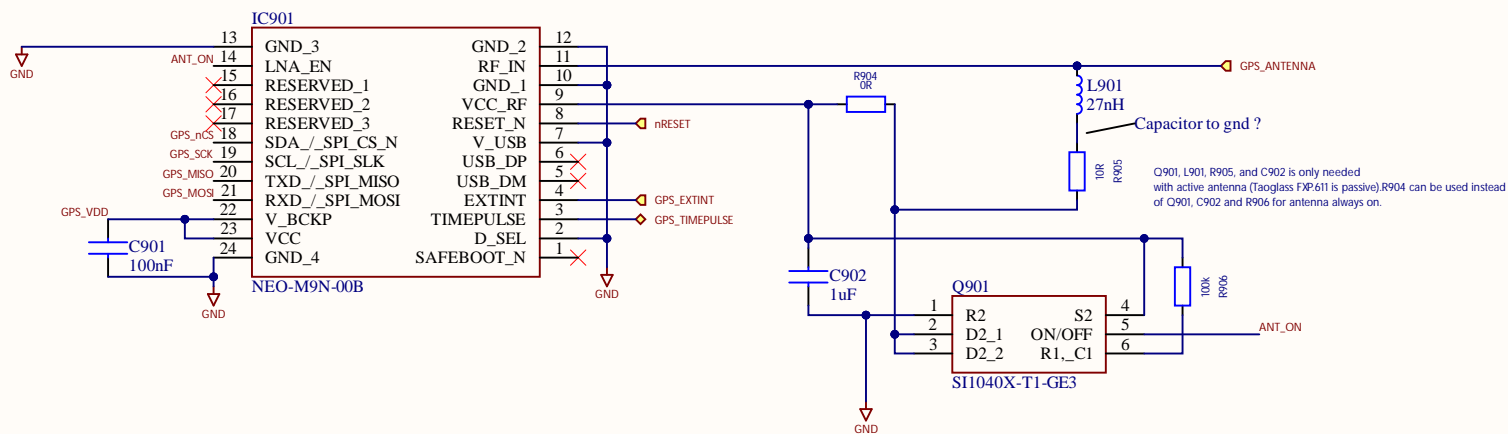 IC901
13 GND_3 GND_2 12
ANT_ON 14 LNA_EN RF_IN 11 GPS_ANTENNA
15 RESERVED_1 GND_1 10
16 RESERVED_2 VCC_RF 9
17 RESERVED_3 RESET_N 8 nRESET
GPS_nCS 18 SDA_/_SPI_CS_N V_USB 7
GPS_SCK 19 SCL_/_SPI_SLK USB_DP 6
GPS_MISO 20 TXD_/_SPI_MISO USB_DM 5
GPS_MOSI 21 RXD_/_SPI_MOSI EXTINT 4 GPS_EXTINT
GPS_VDD 22 V_BCKP TIMEPULSE 3 GPS_TIMEPULSE
23 VCC D_SEL 2
24 GND_4 SAFEBOOT_N 1
NEO-M9N-00B
GND
C901
100nF
GND
GND
R904
0R
L901
27nH
Capacitor to gnd ?
10R
R905
Q901, L901, R905, and C902 is only needed
with active antenna (Taoglass FXP.611 is passive).R904 can be used instead
of Q901, C902 and R906 for antenna always on.
C902
1uF
100k
R906
Q901
1 R2 S2 4
2 D2_1 ON/OFF 5 ANT_ON
3 D2_2 R1,_C1 6
SI1040X-T1-GE3
GND